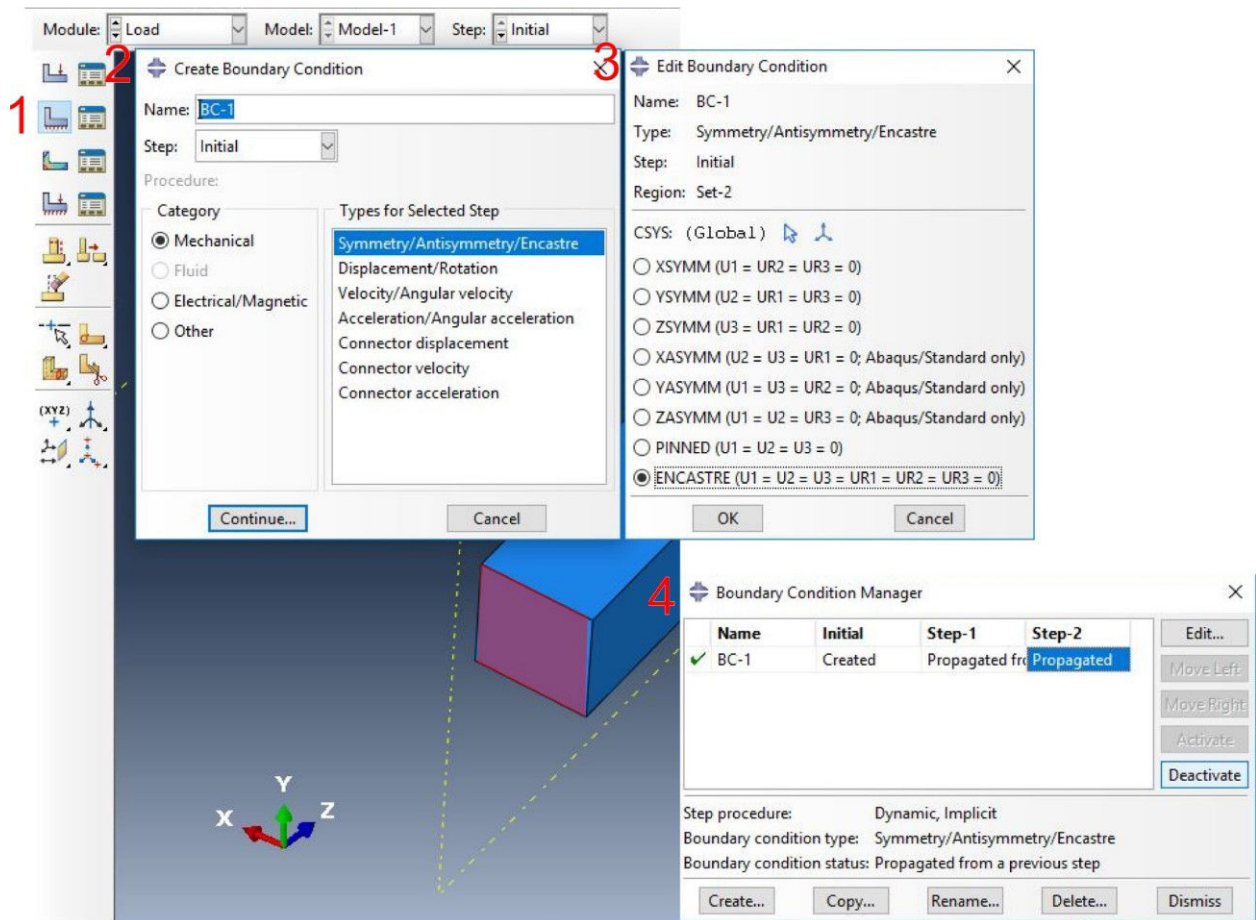 Module: Load Model: Model-1 Step: Initial
1
2
Create Boundary Condition
Name: BC-1
Step: Initial
Procedure:
Category
Mechanical
Fluid
Electrical/Magnetic
Other
Types for Selected Step
Symmetry/Antisymmetry/Encastre
Displacement/Rotation
Velocity/Angular velocity
Acceleration/Angular acceleration
Connector displacement
Connector velocity
Connector acceleration
Continue... Cancel
3
Edit Boundary Condition
Name: BC-1
Type: Symmetry/Antisymmetry/Encastre
Step: Initial
Region: Set-2
CSYS: (Global)
XSYMM (U1 = UR2 = UR3 = 0)
YSYMM (U2 = UR1 = UR3 = 0)
ZSYMM (U3 = UR1 = UR2 = 0)
XASYMM (U2 = U3 = UR1 = 0; Abaqus/Standard only)
YASYMM (U1 = U3 = UR2 = 0; Abaqus/Standard only)
ZASYMM (U1 = U2 = UR3 = 0; Abaqus/Standard only)
PINNED (U1 = U2 = U3 = 0)
ENCASTRE (U1 = U2 = U3 = UR1 = UR2 = UR3 = 0)
OK Cancel
(XYZ)
Y
X Z
4
Boundary Condition Manager
Name Initial Step-1 Step-2
BC-1 Created Propagated fro Propagated
Edit...
Move Left
Move Right
Activate
Deactivate
Step procedure: Dynamic, Implicit
Boundary condition type: Symmetry/Antisymmetry/Encastre
Boundary condition status: Propagated from a previous step
Create... Copy... Rename... Delete... Dismiss